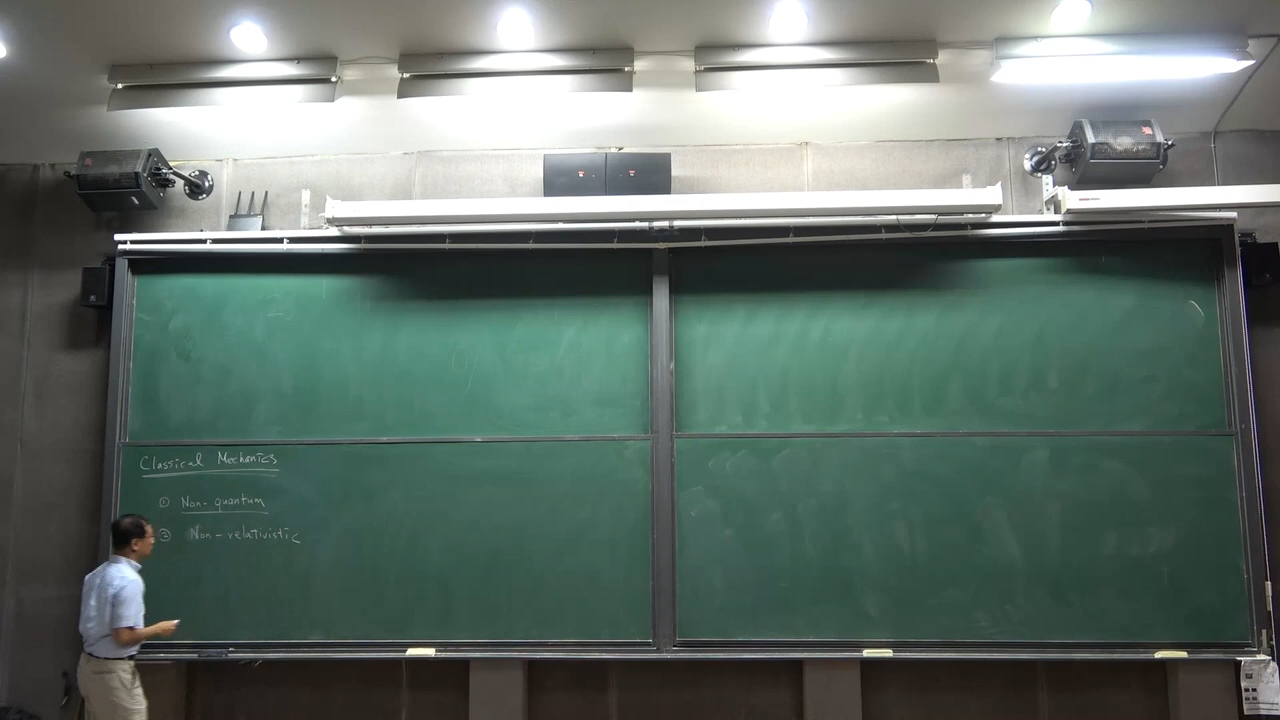 Classical Mechanics
① Non-quantum
② Non-relativistic